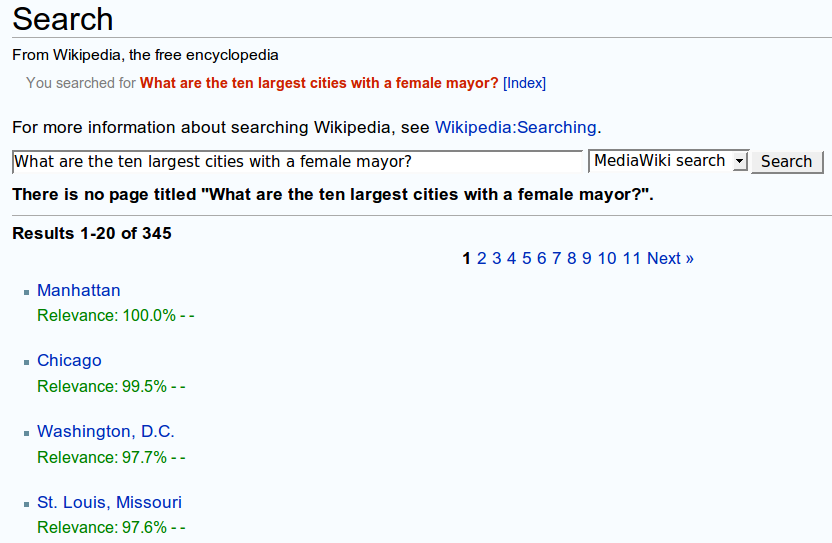 Search
From Wikipedia, the free encyclopedia
You searched for What are the ten largest cities with a female mayor? [Index]
For more information about searching Wikipedia, see Wikipedia:Searching.
What are the ten largest cities with a female mayor? MediaWiki search Search
There is no page titled "What are the ten largest cities with a female mayor?".
Results 1-20 of 345
1 2 3 4 5 6 7 8 9 10 11 Next »
Manhattan
Relevance: 100.0% - -
Chicago
Relevance: 99.5% - -
Washington, D.C.
Relevance: 97.7% - -
St. Louis, Missouri
Relevance: 97.6% - -